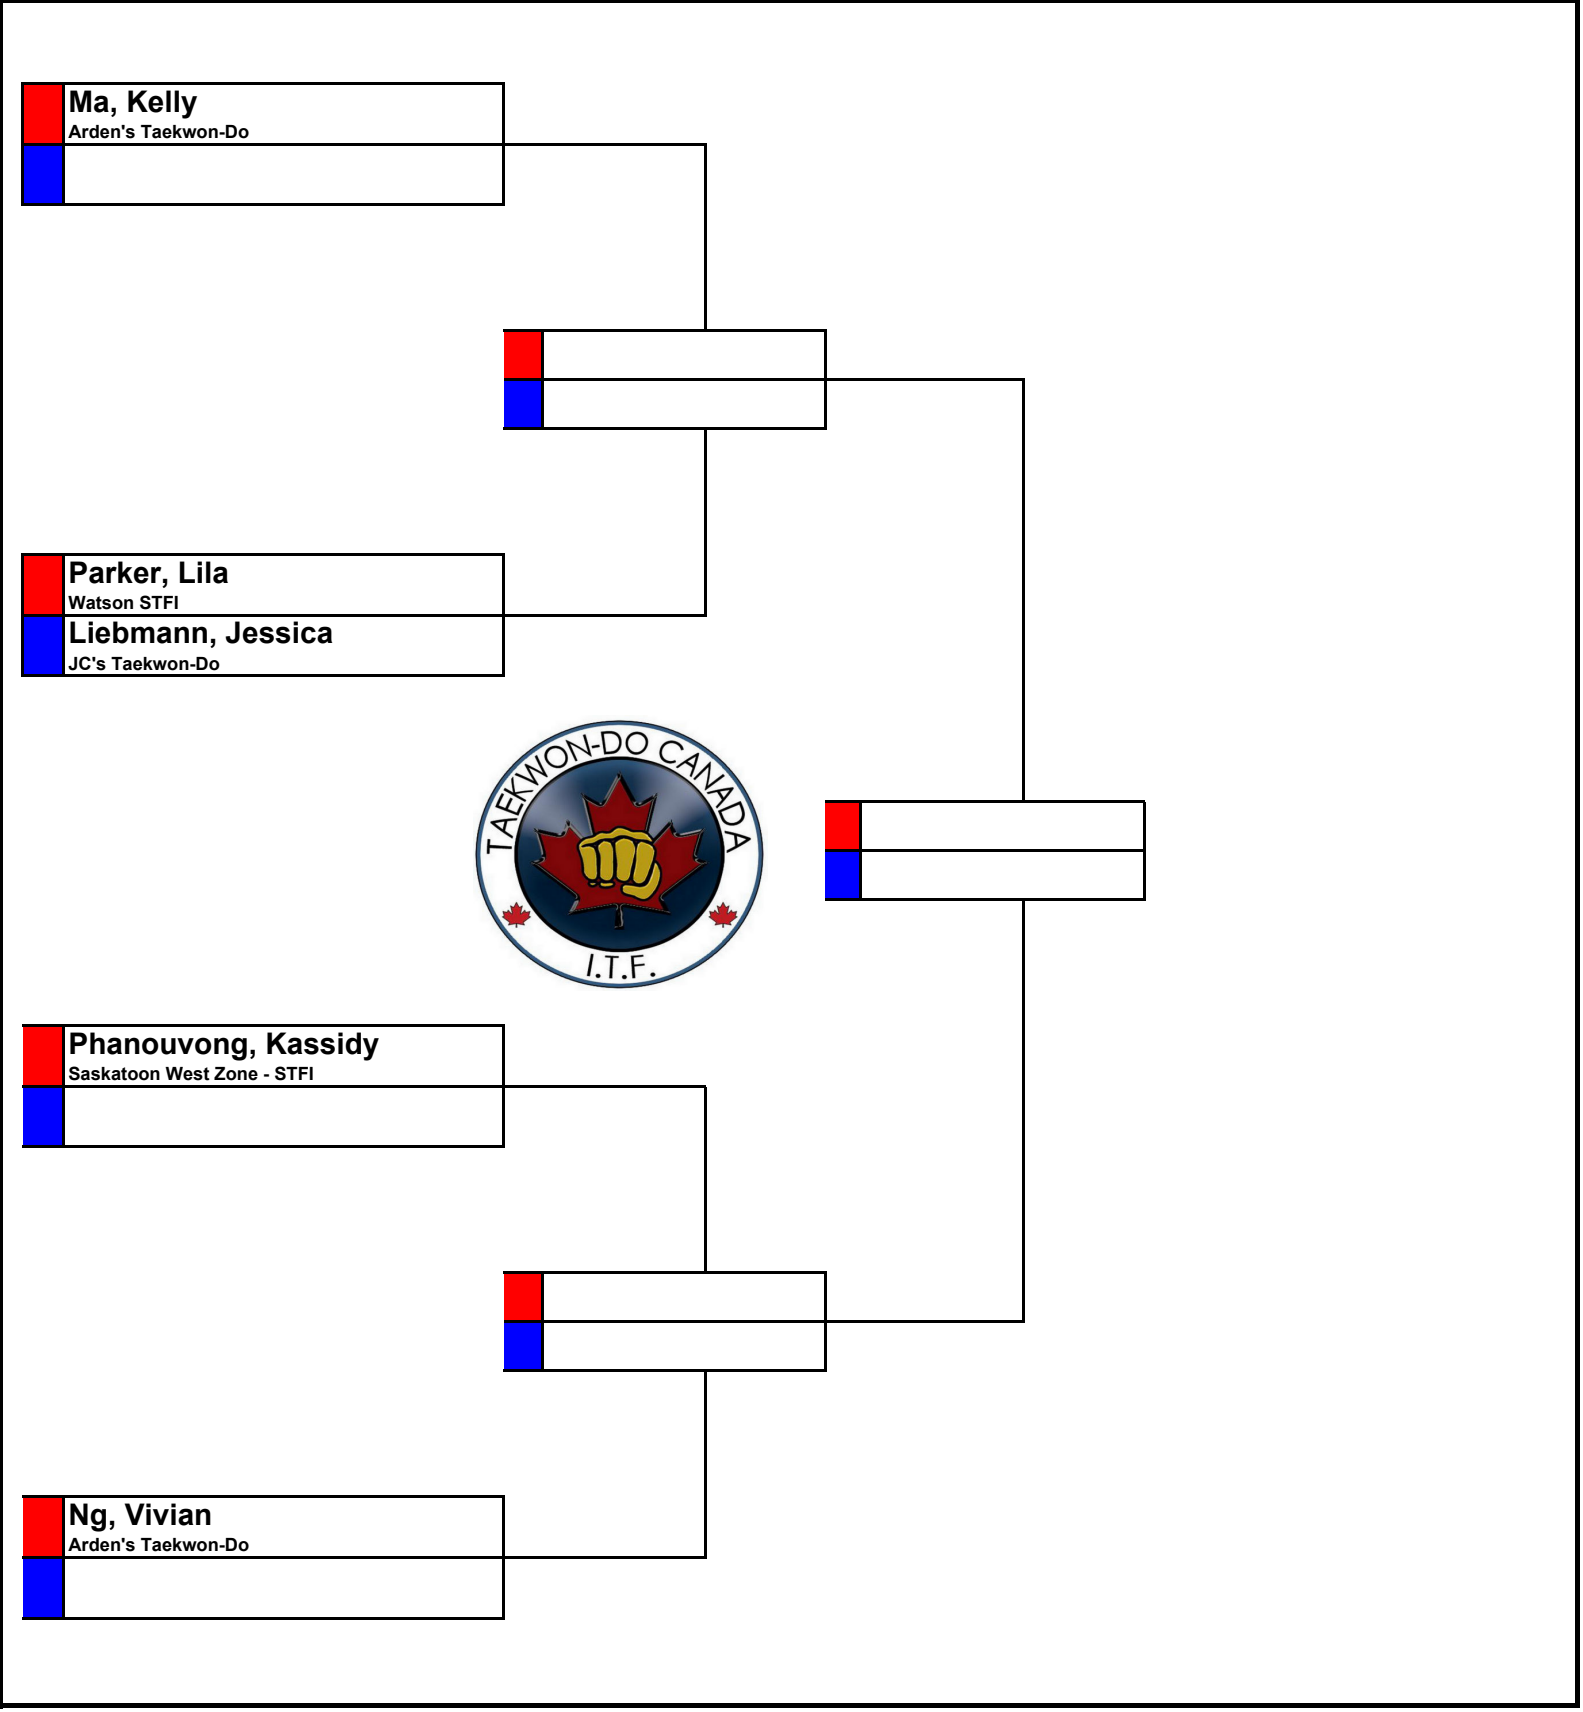 Ma, Kelly
Arden's Taekwon-Do
Parker, Lila
Watson STFI
Liebmann, Jessica
JC's Taekwon-Do
TAEKWON-DO CANADA
I.T.F.
Phanouvong, Kassidy
Saskatoon West Zone - STFI
Ng, Vivian
Arden's Taekwon-Do